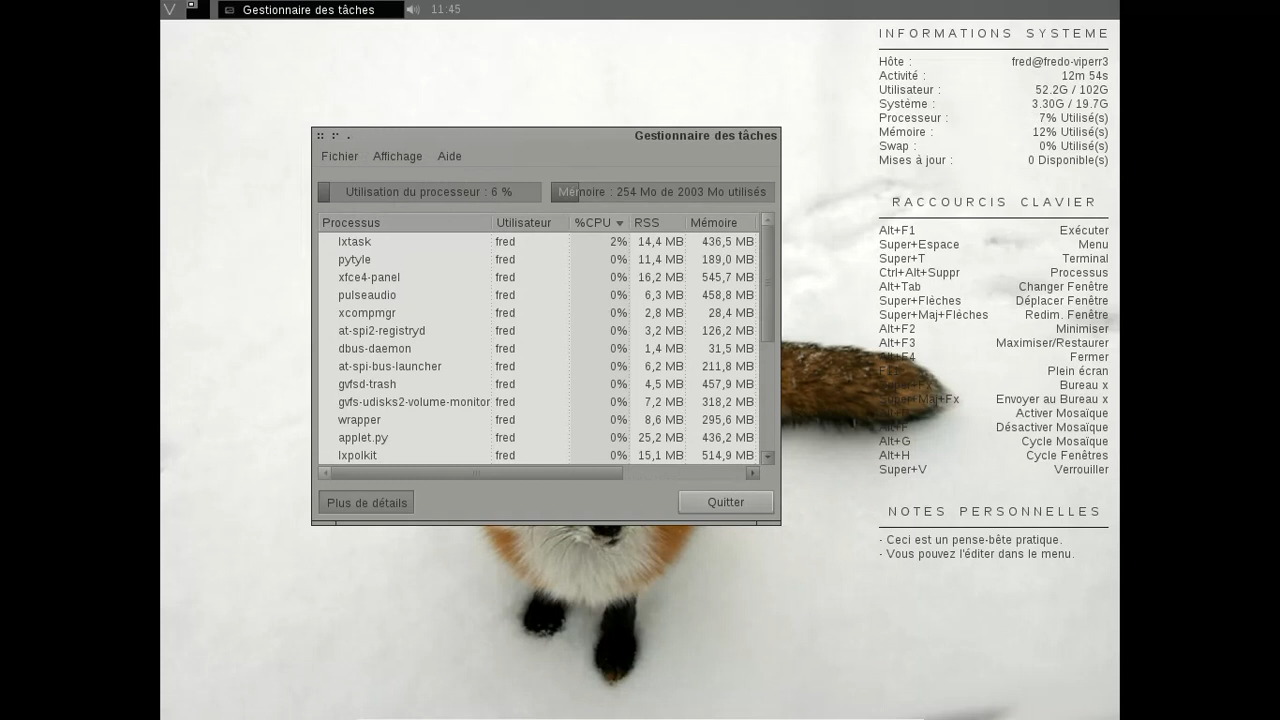 Gestionnaire des tâches 11:45
INFORMATIONS SYSTEME
Hôte : fred@fredo-viperr3
Activité : 12m 54s
Utilisateur : 52.2G / 102G
Système : 3.30G / 19.7G
Processeur : 7% Utilisé(s)
Mémoire : 12% Utilisé(s)
Swap : 0% Utilisé(s)
Mises à jour : 0 Disponible(s)
RACCOURCIS CLAVIER
Alt+F1 Exécuter
Super+Espace Menu
Super+T Terminal
Ctrl+Alt+Suppr Processus
Alt+Tab Changer Fenêtre
Super+Flèches Déplacer Fenêtre
Super+Maj+Flèches Redim. Fenêtre
Alt+F2 Minimiser
Alt+F3 Maximiser/Restaurer
Alt+F4 Fermer
Plein écran
Super+Fx Bureau x
Super+Maj+Fx Envoyer au Bureau x
Activer Mosaïque
Alt+F Désactiver Mosaïque
Alt+G Cycle Mosaïque
Alt+H Cycle Fenêtres
Super+V Verrouiller
NOTES PERSONNELLES
- Ceci est un pense-bête pratique.
- Vous pouvez l'éditer dans le menu.
Gestionnaire des tâches
Fichier Affichage Aide
Utilisation du processeur : 6 % Mémoire : 254 Mo de 2003 Mo utilisés
Processus Utilisateur %CPU RSS Mémoire
lxtask fred 2% 14,4 MB 436,5 MB
pytyle fred 0% 11,4 MB 189,0 MB
xfce4-panel fred 0% 16,2 MB 545,7 MB
pulseaudio fred 0% 6,3 MB 458,8 MB
xcompmgr fred 0% 2,8 MB 28,4 MB
at-spi2-registryd fred 0% 3,2 MB 126,2 MB
dbus-daemon fred 0% 1,4 MB 31,5 MB
at-spi-bus-launcher fred 0% 6,2 MB 211,8 MB
gvfsd-trash fred 0% 4,5 MB 457,9 MB
gvfs-udisks2-volume-monitor fred 0% 7,2 MB 318,2 MB
wrapper fred 0% 8,6 MB 295,6 MB
applet.py fred 0% 25,2 MB 436,2 MB
lxpolkit fred 0% 15,1 MB 514,9 MB
Plus de détails Quitter